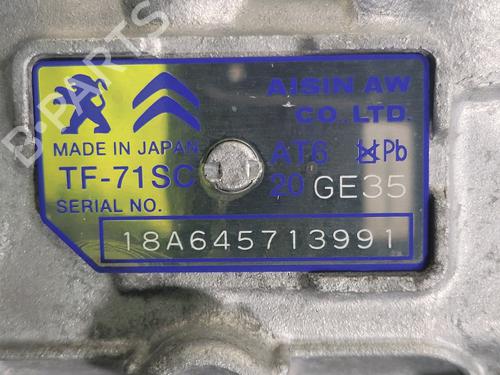 B-PARTS
AISIN AW
CO.,LTD.
MADE IN JAPAN
AT6 Pb
TF-71SC
20 GE35
SERIAL NO.
18A645713991